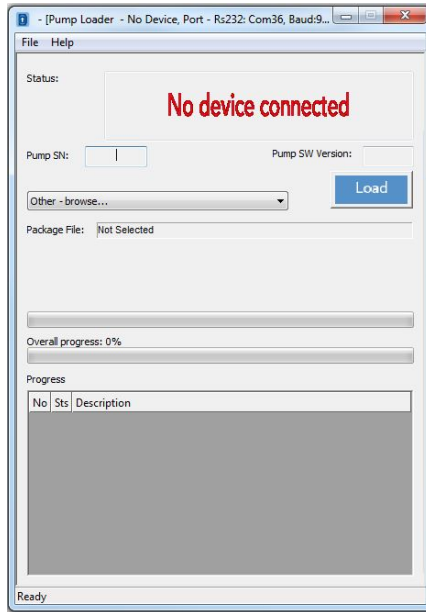 - [Pump Loader - No Device, Port - Rs232: Com36, Baud:9...
File Help
Status:
No device connected
Pump SN:
Pump SW Version:
Load
Other - browse...
Package File: Not Selected
Overall progress: 0%
Progress
No Sts Description
Ready